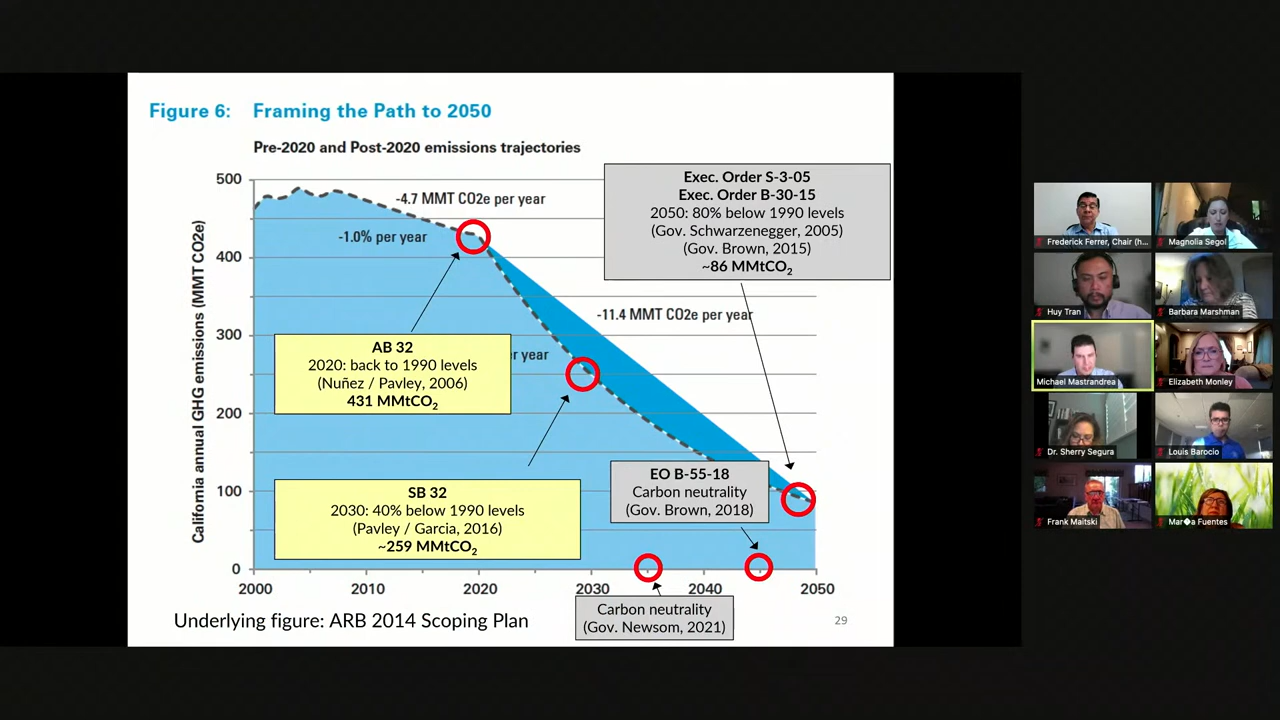 Figure 6: Framing the Path to 2050
Pre-2020 and Post-2020 emissions trajectories
California annual GHG emissions (MMT CO2e)
500
400
300
200
100
0
2000
2010
2020
2030
2040
2050
-4.7 MMT CO2e per year
-1.0% per year
-11.4 MMT CO2e per year
r year
Exec. Order S-3-05
Exec. Order B-30-15
2050: 80% below 1990 levels
(Gov. Schwarzenegger, 2005)
(Gov. Brown, 2015)
~86 MMtCO₂
AB 32
2020: back to 1990 levels
(Nuñez / Pavley, 2006)
431 MMtCO₂
SB 32
2030: 40% below 1990 levels
(Pavley / Garcia, 2016)
~259 MMtCO₂
EO B-55-18
Carbon neutrality
(Gov. Brown, 2018)
Carbon neutrality
(Gov. Newsom, 2021)
Underlying figure: ARB 2014 Scoping Plan
29
Frederick Ferrer, Chair (h...
Magnolia Segol
Huy Tran
Barbara Marshman
Michael Mastrandrea
Elizabeth Monley
Dr. Sherry Segura
Louis Barocio
Frank Maitski
Mar�a Fuentes